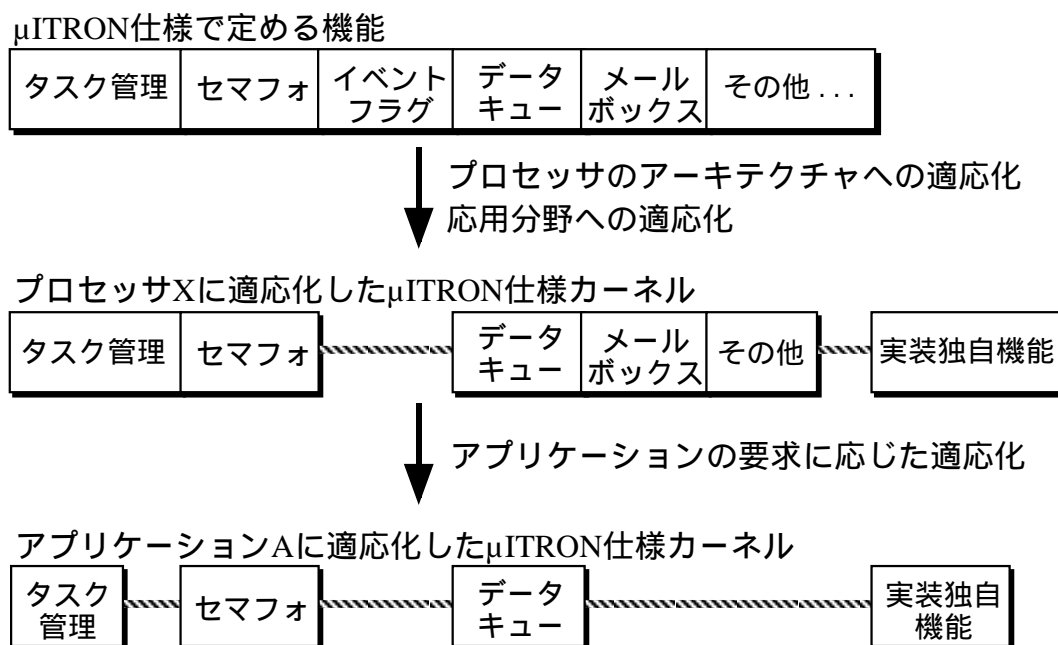 µITRON仕様で定める機能
タスク管理 セマフォ イベント フラグ データ キュー メール ボックス その他 . . .
プロセッサのアーキテクチャへの適応化
応用分野への適応化
プロセッサXに適応化したµITRON仕様カーネル
タスク管理 セマフォ データ キュー メール ボックス その他 実装独自機能
アプリケーションの要求に応じた適応化
アプリケーションAに適応化したµITRON仕様カーネル
タスク 管理 セマフォ データ キュー 実装独自 機能